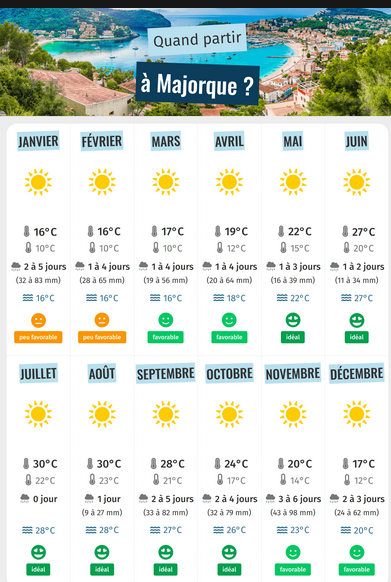 Quand partir
à Majorque ?
JANVIER FÉVRIER MARS AVRIL MAI JUIN
16°C 16°C 17°C 19°C 22°C 27°C
10°C 10°C 10°C 12°C 15°C 20°C
2 à 5 jours 1 à 4 jours 1 à 4 jours 1 à 4 jours 1 à 3 jours 1 à 2 jours
(32 à 83 mm) (28 à 65 mm) (19 à 56 mm) (20 à 64 mm) (16 à 39 mm) (11 à 34 mm)
16°C 16°C 16°C 18°C 22°C 27°C
peu favorable peu favorable favorable favorable idéal idéal
JUILLET AOÛT SEPTEMBRE OCTOBRE NOVEMBRE DÉCEMBRE
30°C 30°C 28°C 24°C 20°C 17°C
22°C 23°C 21°C 17°C 14°C 12°C
0 jour 1 jour 2 à 5 jours 2 à 4 jours 3 à 6 jours 2 à 3 jours
(9 à 27 mm) (33 à 82 mm) (32 à 79 mm) (43 à 98 mm) (24 à 62 mm)
28°C 28°C 27°C 26°C 23°C 20°C
idéal idéal idéal idéal favorable favorable